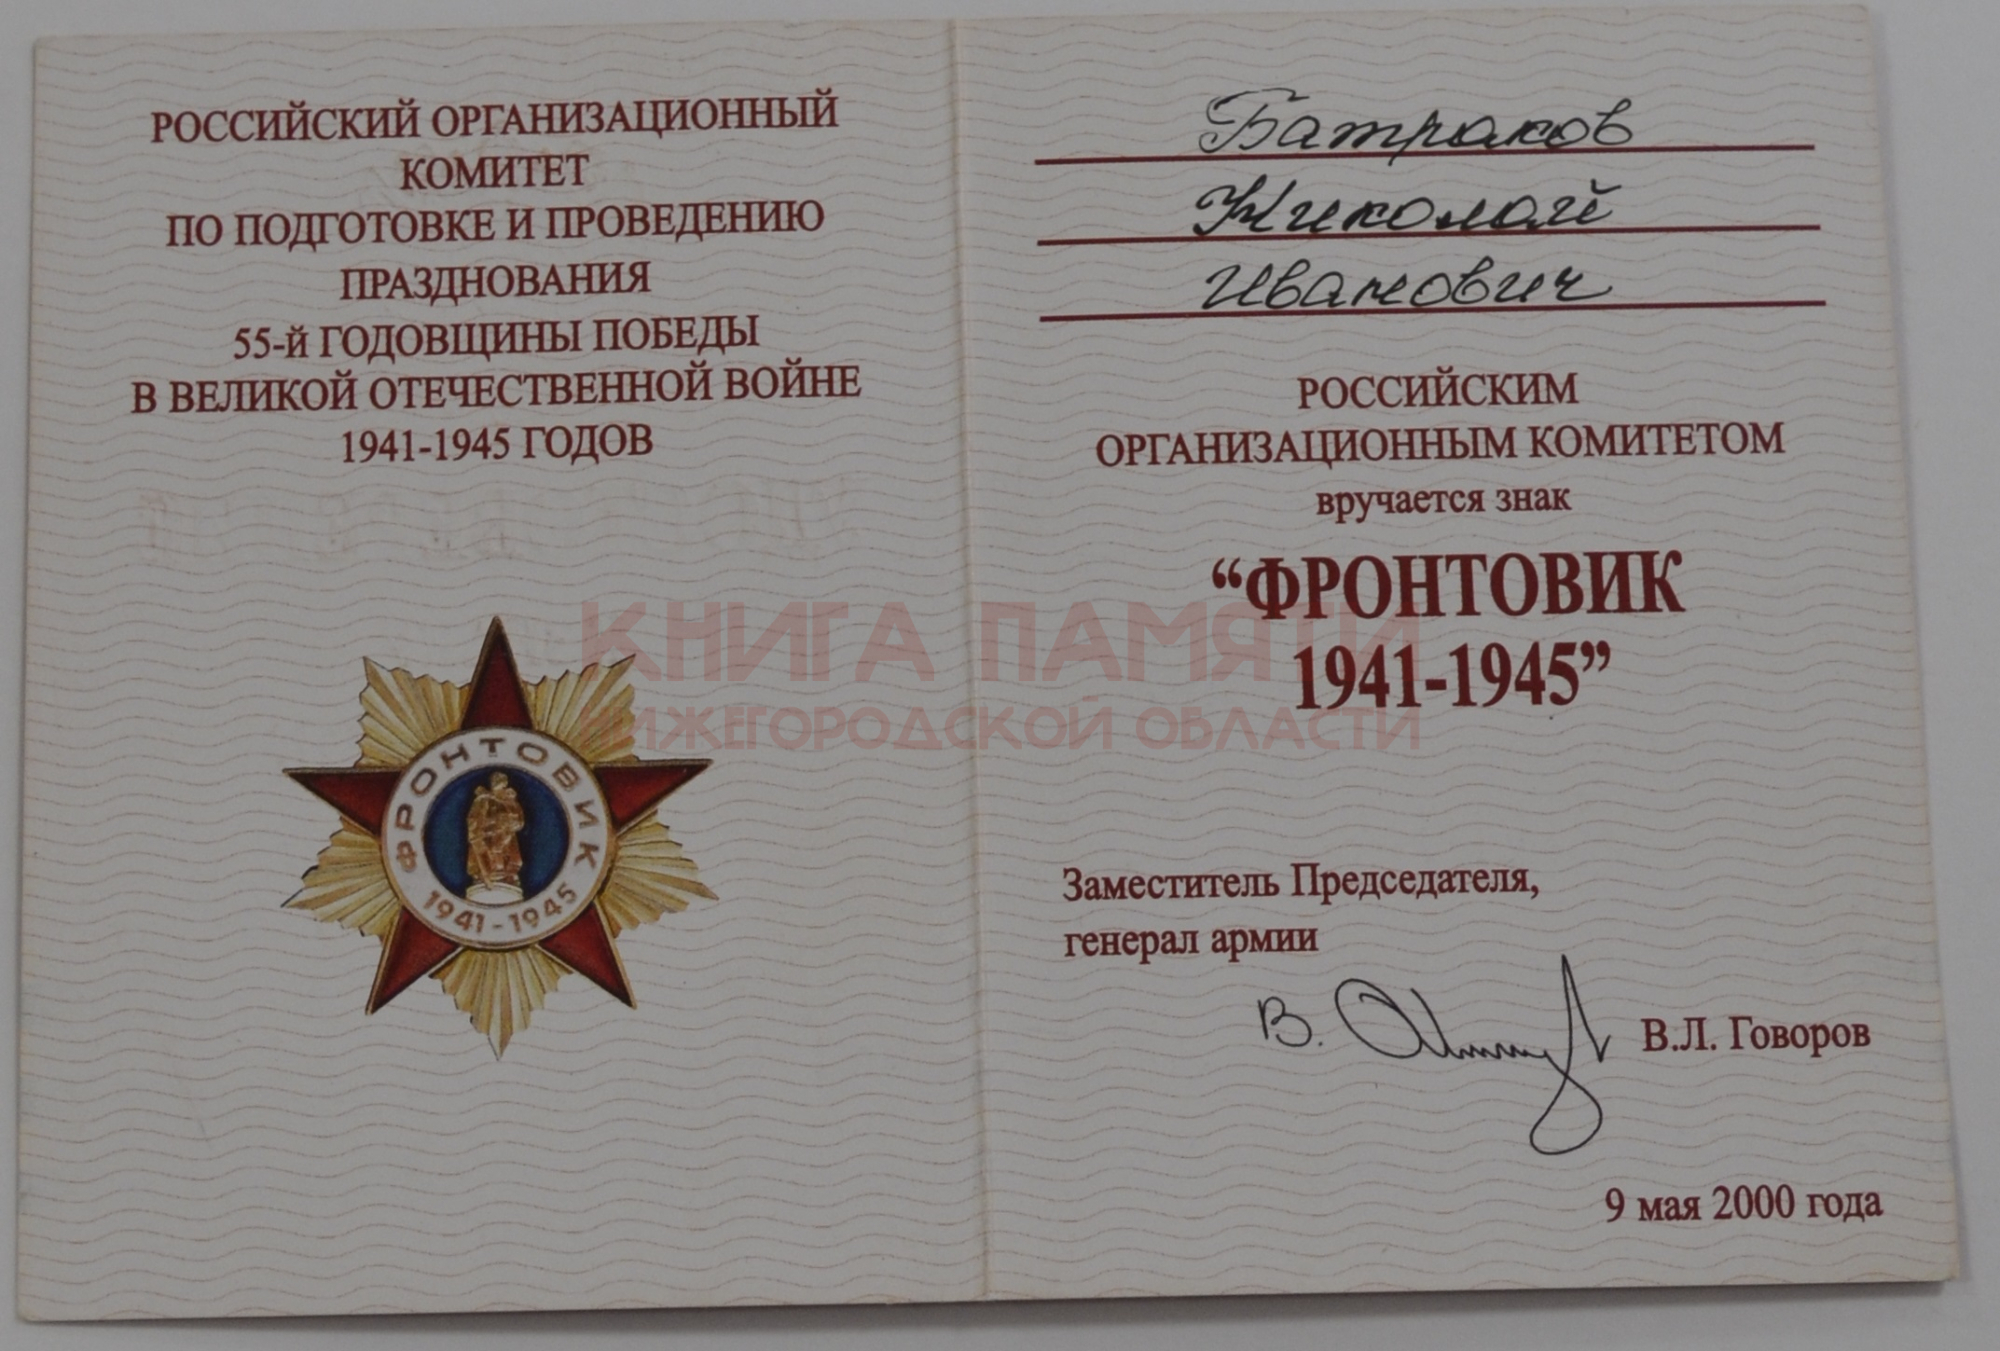 РОССИЙСКИЙ ОРГАНИЗАЦИОННЫЙ
КОМИТЕТ
ПО ПОДГОТОВКЕ И ПРОВЕДЕНИЮ
ПРАЗДНОВАНИЯ
55-й ГОДОВЩИНЫ ПОБЕДЫ
В ВЕЛИКОЙ ОТЕЧЕСТВЕННОЙ ВОЙНЕ
1941-1945 ГОДОВ
ФРОНТОВИК
1941-1945
Батраков
Николай
Иванович
РОССИЙСКИМ
ОРГАНИЗАЦИОННЫМ КОМИТЕТОМ
вручается знак
“ФРОНТОВИК
1941-1945”
Заместитель Председателя,
генерал армии
В.Л. Говоров
9 мая 2000 года
КНИГА ПАМЯТИ
НИЖЕГОРОДСКОЙ ОБЛАСТИ